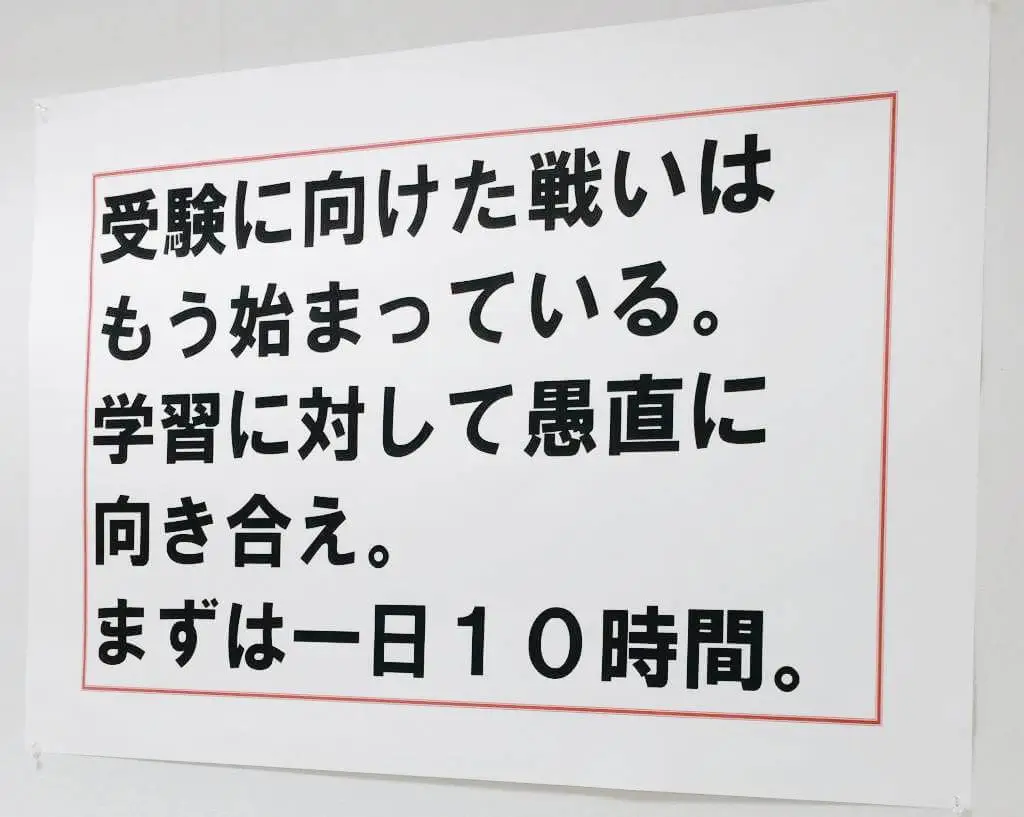 受験に向けた戦いは
もう始まっている。
学習に対して愚直に
向き合え。
まずは一日１０時間。